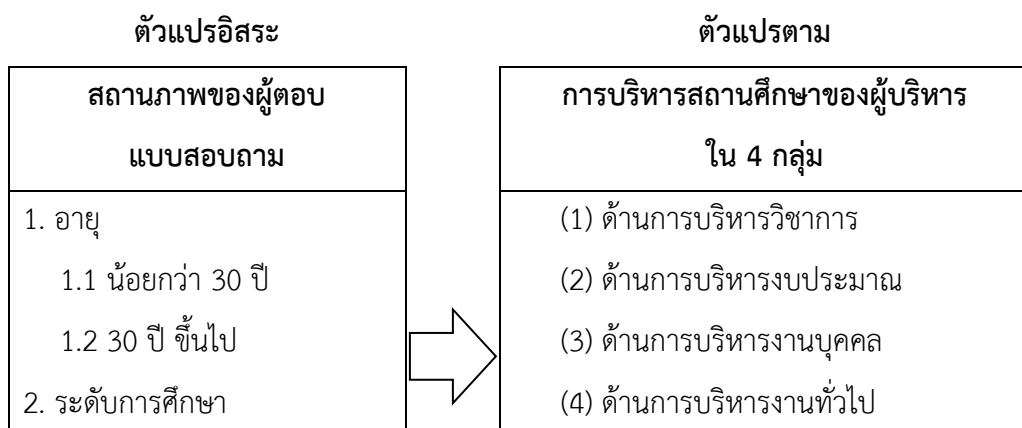 ตัวแปรอิสระ
สถานภาพของผู้ตอบ
แบบสอบถาม
1. อายุ
1.1 น้อยกว่า 30 ปี
1.2 30 ปี ขึ้นไป
2. ระดับการศึกษา
ตัวแปรตาม
การบริหารสถานศึกษาของผู้บริหาร
ใน 4 กลุ่ม
(1) ด้านการบริหารวิชาการ
(2) ด้านการบริหารงบประมาณ
(3) ด้านการบริหารงานบุคคล
(4) ด้านการบริหารงานทั่วไป